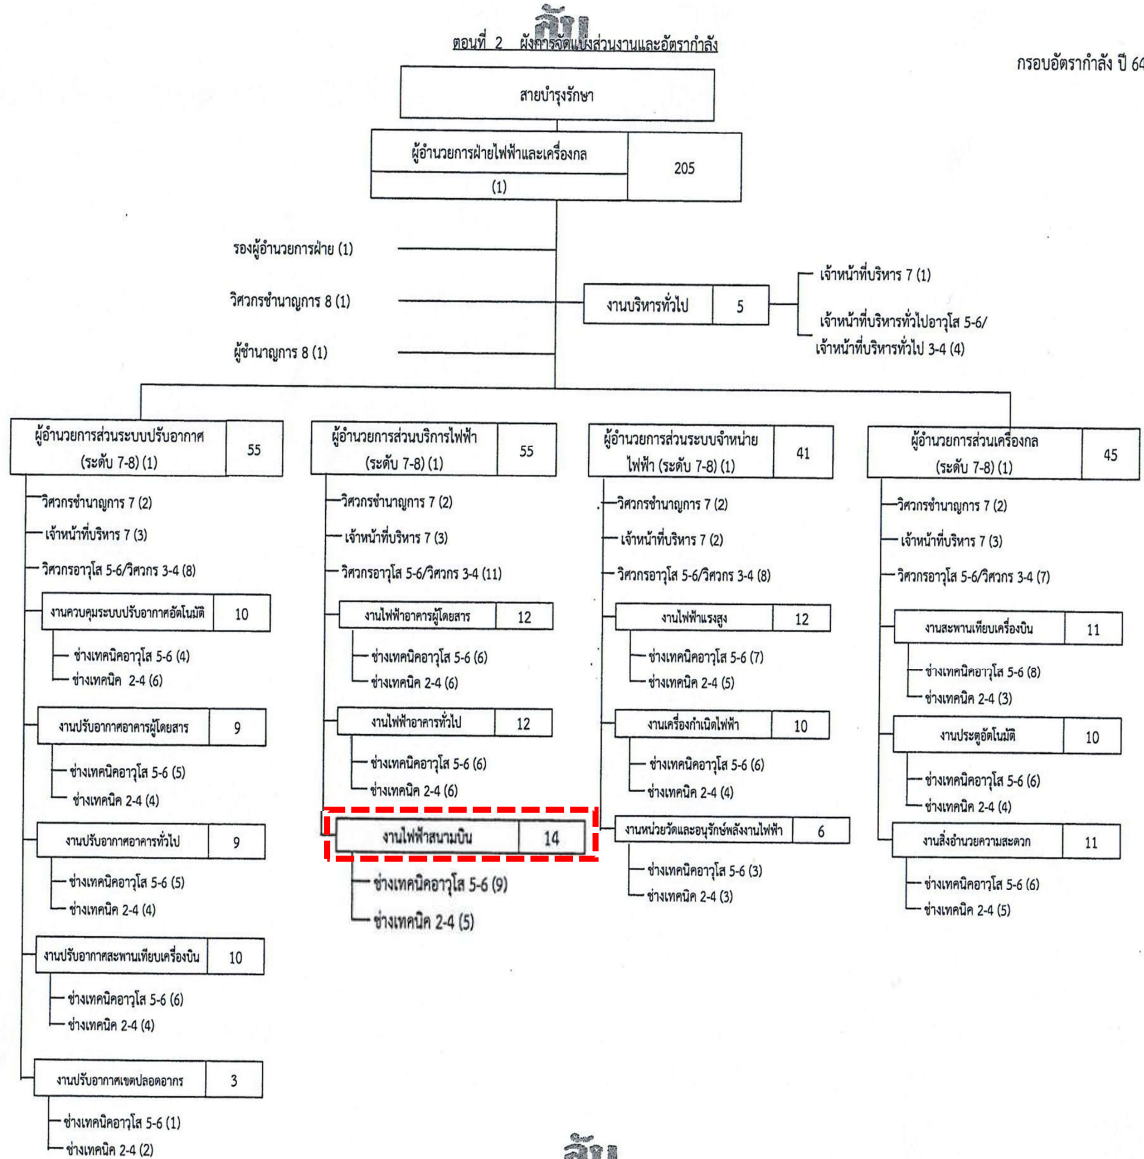 ลับ
ตอนที่ 2 ผังการจัดแบ่งส่วนงานและอัตรากำลัง
กรอบอัตรากำลัง ปี 64
สายบำรุงรักษา
ผู้อำนวยการฝ่ายไฟฟ้าและเครื่องกล
(1)
205
รองผู้อำนวยการฝ่าย (1)
วิศวกรชำนาญการ 8 (1)
ผู้ชำนาญการ 8 (1)
งานบริหารทั่วไป 5
เจ้าหน้าที่บริหาร 7 (1)
เจ้าหน้าที่บริหารทั่วไปอาวุโส 5-6/
เจ้าหน้าที่บริหารทั่วไป 3-4 (4)
ผู้อำนวยการส่วนระบบปรับอากาศ
(ระดับ 7-8) (1)
55
วิศวกรชำนาญการ 7 (2)
เจ้าหน้าที่บริหาร 7 (3)
วิศวกรอาวุโส 5-6/วิศวกร 3-4 (8)
งานควบคุมระบบปรับอากาศอัตโนมัติ 10
ช่างเทคนิคอาวุโส 5-6 (4)
ช่างเทคนิค 2-4 (6)
งานปรับอากาศอาคารผู้โดยสาร 9
ช่างเทคนิคอาวุโส 5-6 (5)
ช่างเทคนิค 2-4 (4)
งานปรับอากาศอาคารทั่วไป 9
ช่างเทคนิคอาวุโส 5-6 (5)
ช่างเทคนิค 2-4 (4)
งานปรับอากาศสะพานเทียบเครื่องบิน 10
ช่างเทคนิคอาวุโส 5-6 (6)
ช่างเทคนิค 2-4 (4)
งานปรับอากาศเขตปลอดอากร 3
ช่างเทคนิคอาวุโส 5-6 (1)
ช่างเทคนิค 2-4 (2)
ผู้อำนวยการส่วนบริการไฟฟ้า
(ระดับ 7-8) (1)
55
วิศวกรชำนาญการ 7 (2)
เจ้าหน้าที่บริหาร 7 (3)
วิศวกรอาวุโส 5-6/วิศวกร 3-4 (11)
งานไฟฟ้าอาคารผู้โดยสาร 12
ช่างเทคนิคอาวุโส 5-6 (6)
ช่างเทคนิค 2-4 (6)
งานไฟฟ้าอาคารทั่วไป 12
ช่างเทคนิคอาวุโส 5-6 (6)
ช่างเทคนิค 2-4 (6)
งานไฟฟ้าสนามบิน 14
ช่างเทคนิคอาวุโส 5-6 (9)
ช่างเทคนิค 2-4 (5)
ผู้อำนวยการส่วนระบบจำหน่าย
ไฟฟ้า (ระดับ 7-8) (1)
41
วิศวกรชำนาญการ 7 (2)
เจ้าหน้าที่บริหาร 7 (2)
วิศวกรอาวุโส 5-6/วิศวกร 3-4 (8)
งานไฟฟ้าแรงสูง 12
ช่างเทคนิคอาวุโส 5-6 (7)
ช่างเทคนิค 2-4 (5)
งานเครื่องกำเนิดไฟฟ้า 10
ช่างเทคนิคอาวุโส 5-6 (6)
ช่างเทคนิค 2-4 (4)
งานหน่วยวัดและอนุรักษ์พลังงานไฟฟ้า 6
ช่างเทคนิคอาวุโส 5-6 (3)
ช่างเทคนิค 2-4 (3)
ผู้อำนวยการส่วนเครื่องกล
(ระดับ 7-8) (1)
45
วิศวกรชำนาญการ 7 (2)
เจ้าหน้าที่บริหาร 7 (3)
วิศวกรอาวุโส 5-6/วิศวกร 3-4 (7)
งานสะพานเทียบเครื่องบิน 11
ช่างเทคนิคอาวุโส 5-6 (8)
ช่างเทคนิค 2-4 (3)
งานประตูอัตโนมัติ 10
ช่างเทคนิคอาวุโส 5-6 (6)
ช่างเทคนิค 2-4 (4)
งานสิ่งอำนวยความสะดวก 11
ช่างเทคนิคอาวุโส 5-6 (6)
ช่างเทคนิค 2-4 (5)
ลับ